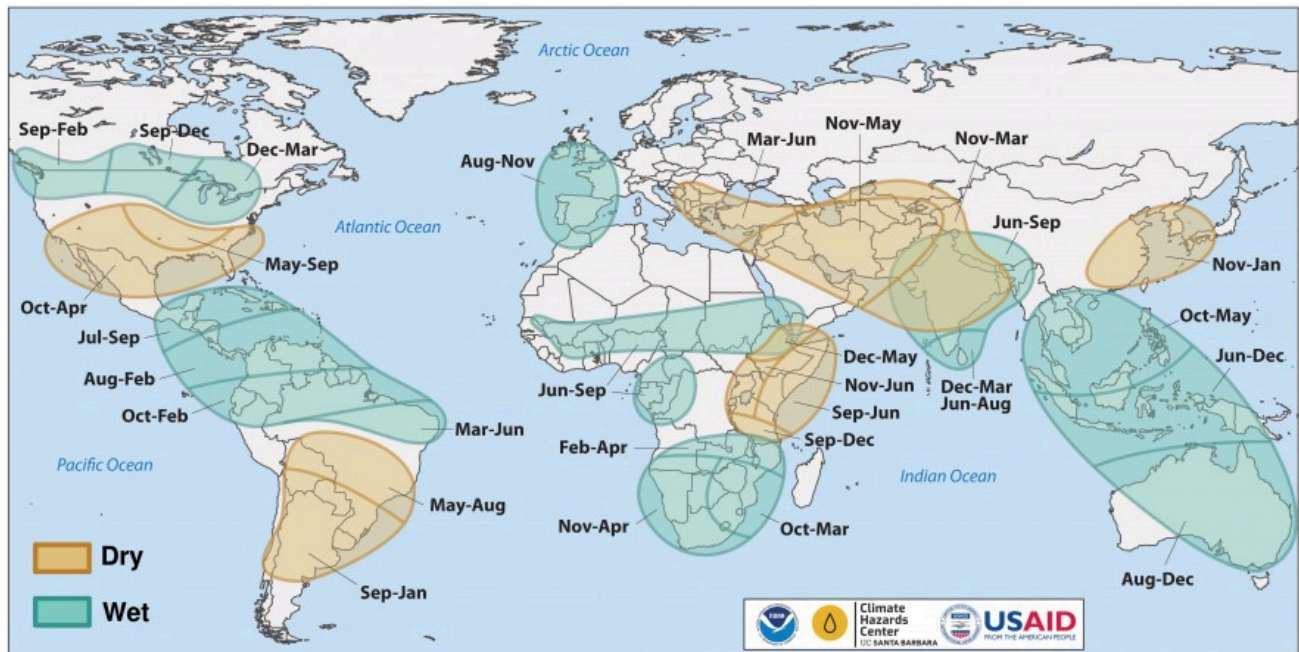 Arctic Ocean
Sep-Feb
Sep-Dec
Dec-Mar
Aug-Nov
Mar-Jun
Nov-May
Nov-Mar
Jun-Sep
Atlantic Ocean
May-Sep
Nov-Jan
Oct-Apr
Jul-Sep
Oct-May
Aug-Feb
Dec-May
Jun-Dec
Jun-Sep
Nov-Jun
Dec-Mar
Jun-Aug
Oct-Feb
Sep-Jun
Mar-Jun
Sep-Dec
Feb-Apr
Pacific Ocean
Indian Ocean
May-Aug
Nov-Apr
Oct-Mar
Dry
Aug-Dec
Sep-Jan
Wet
Climate
Hazards
Center
UC SANTA BARBARA
USAID
FROM THE AMERICAN PEOPLE